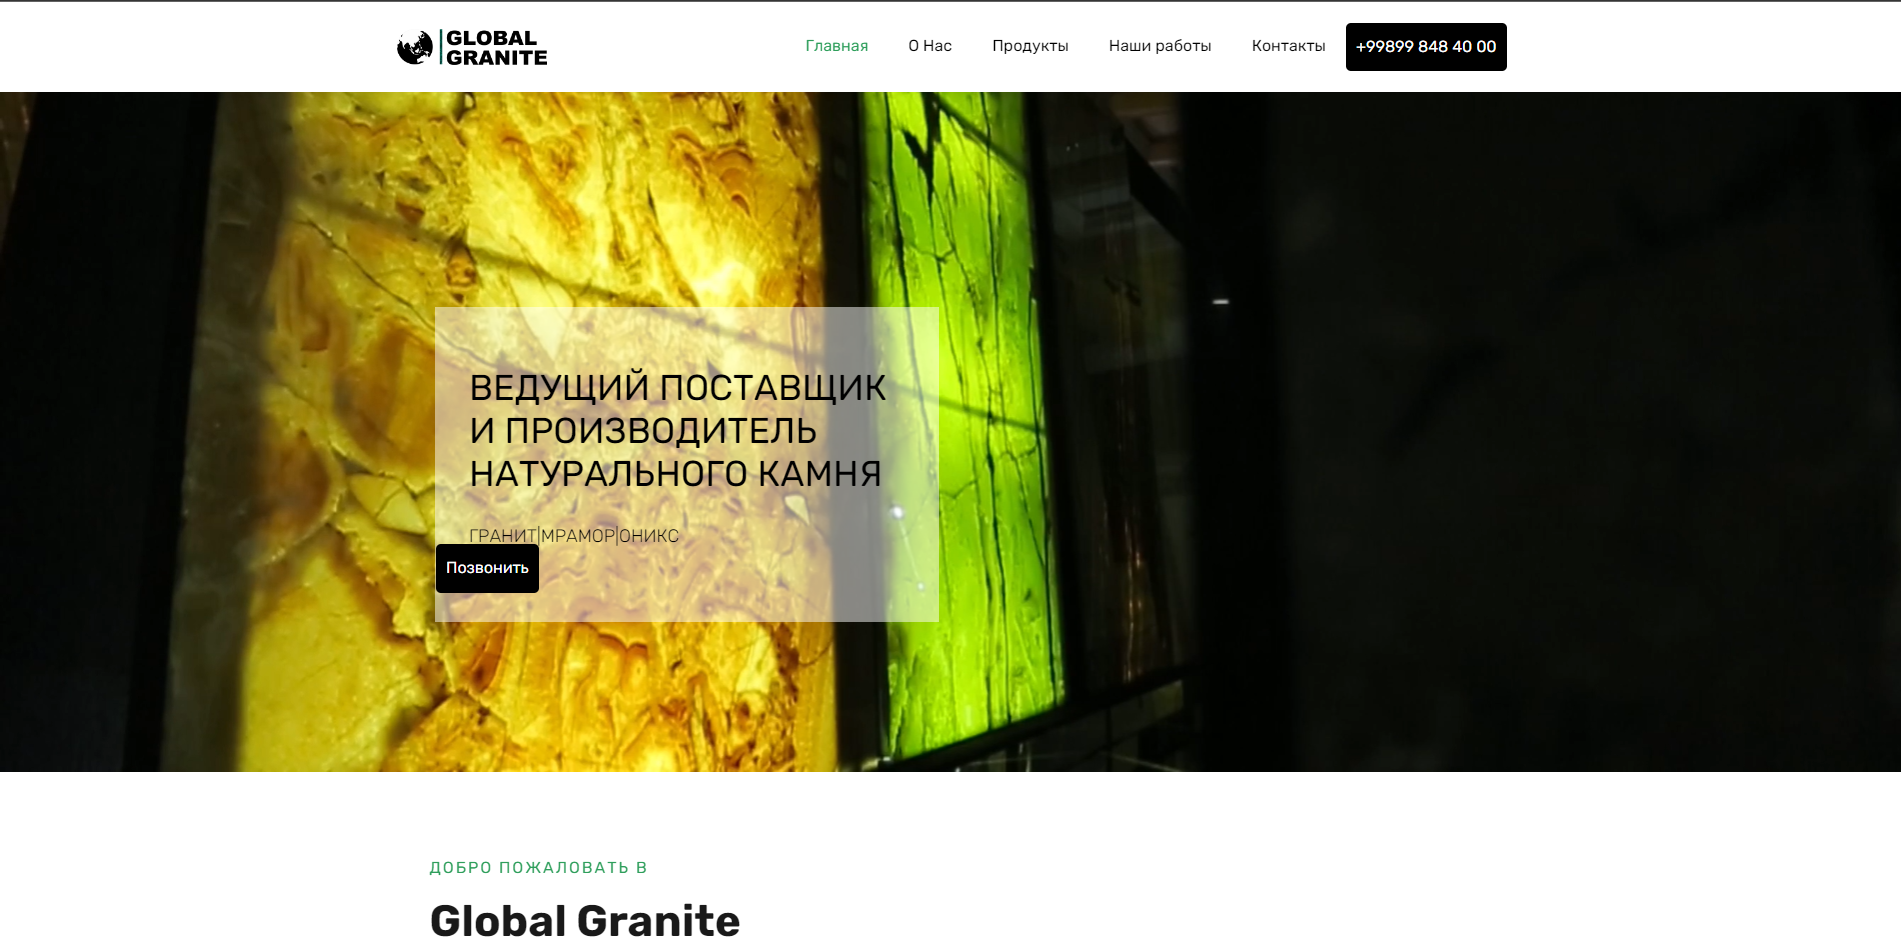 GLOBAL
GRANITE
Главная О Нас Продукты Наши работы Контакты +99899 848 40 00
ВЕДУЩИЙ ПОСТАВЩИК
И ПРОИЗВОДИТЕЛЬ
НАТУРАЛЬНОГО КАМНЯ
ГРАНИТ|МРАМОР|ОНИКС
Позвонить
ДОБРО ПОЖАЛОВАТЬ В
Global Granite